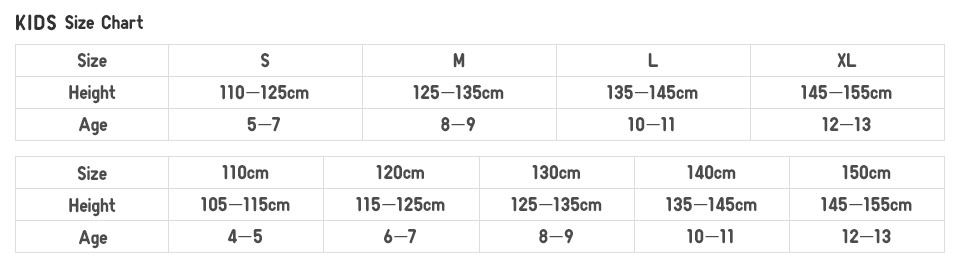 KIDS Size Chart
Size S M L XL
Height 110—125cm 125—135cm 135—145cm 145—155cm
Age 5—7 8—9 10—11 12—13
Size 110cm 120cm 130cm 140cm 150cm
Height 105—115cm 115—125cm 125—135cm 135—145cm 145—155cm
Age 4—5 6—7 8—9 10—11 12—13